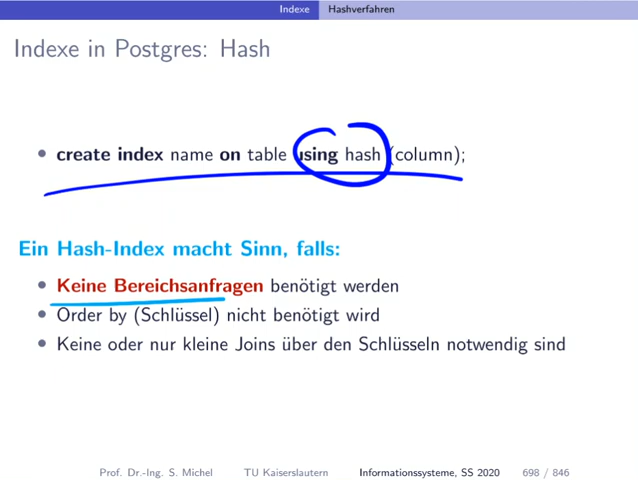 Indexe Hashverfahren
Indexe in Postgres: Hash
• create index name on table using hash (column);
Ein Hash-Index macht Sinn, falls:
• Keine Bereichsanfragen benötigt werden
• Order by (Schlüssel) nicht benötigt wird
• Keine oder nur kleine Joins über den Schlüsseln notwendig sind
Prof. Dr.-Ing. S. Michel TU Kaiserslautern Informationssysteme, SS 2020 698 / 846